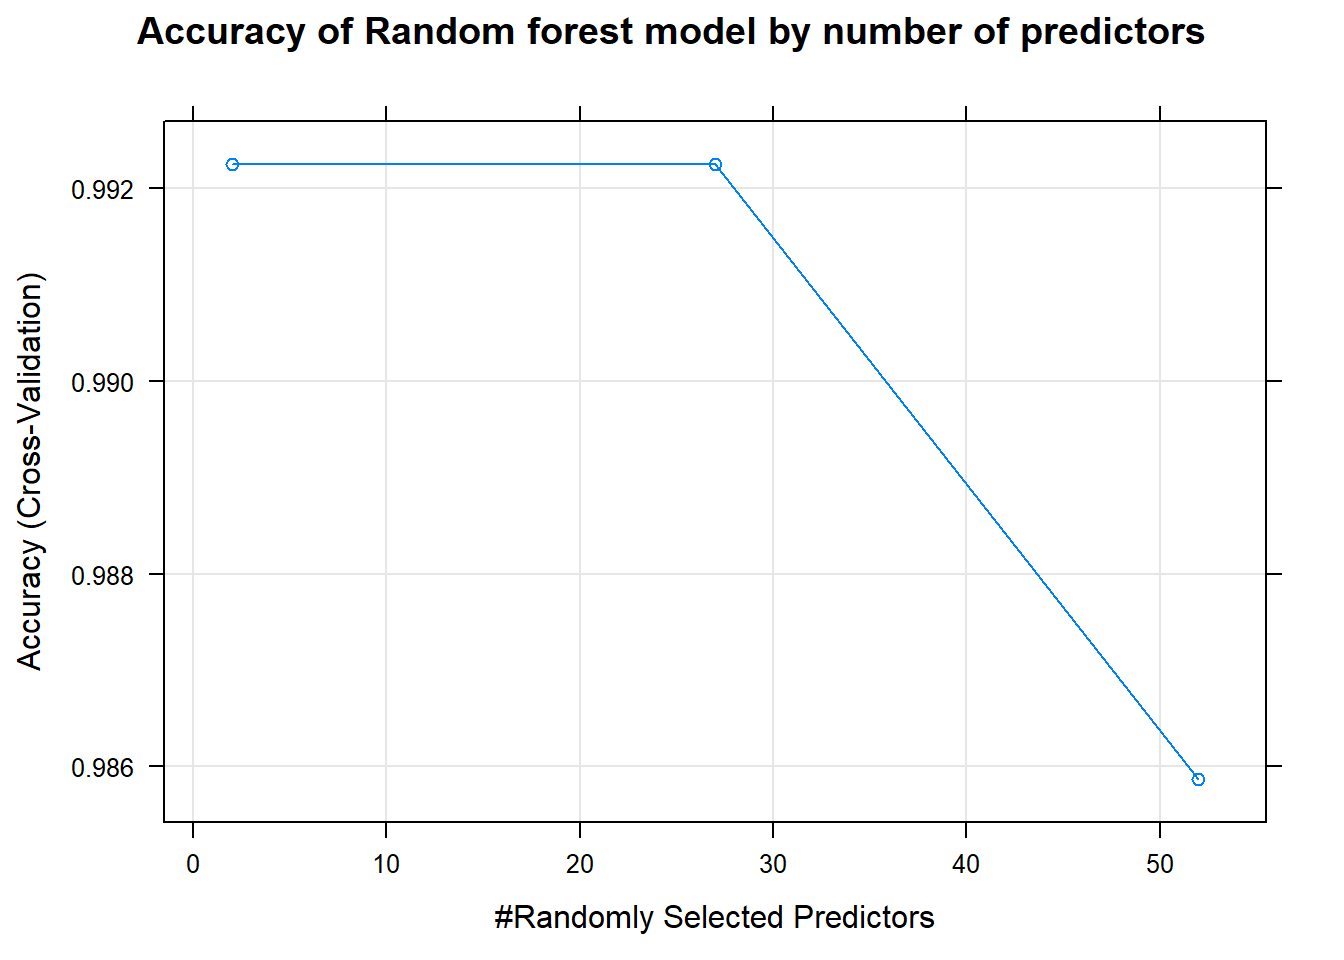 Accuracy of Random forest model by number of predictors
Accuracy (Cross-Validation)
0.992
0.990
0.988
0.986
0 10 20 30 40 50
#Randomly Selected Predictors